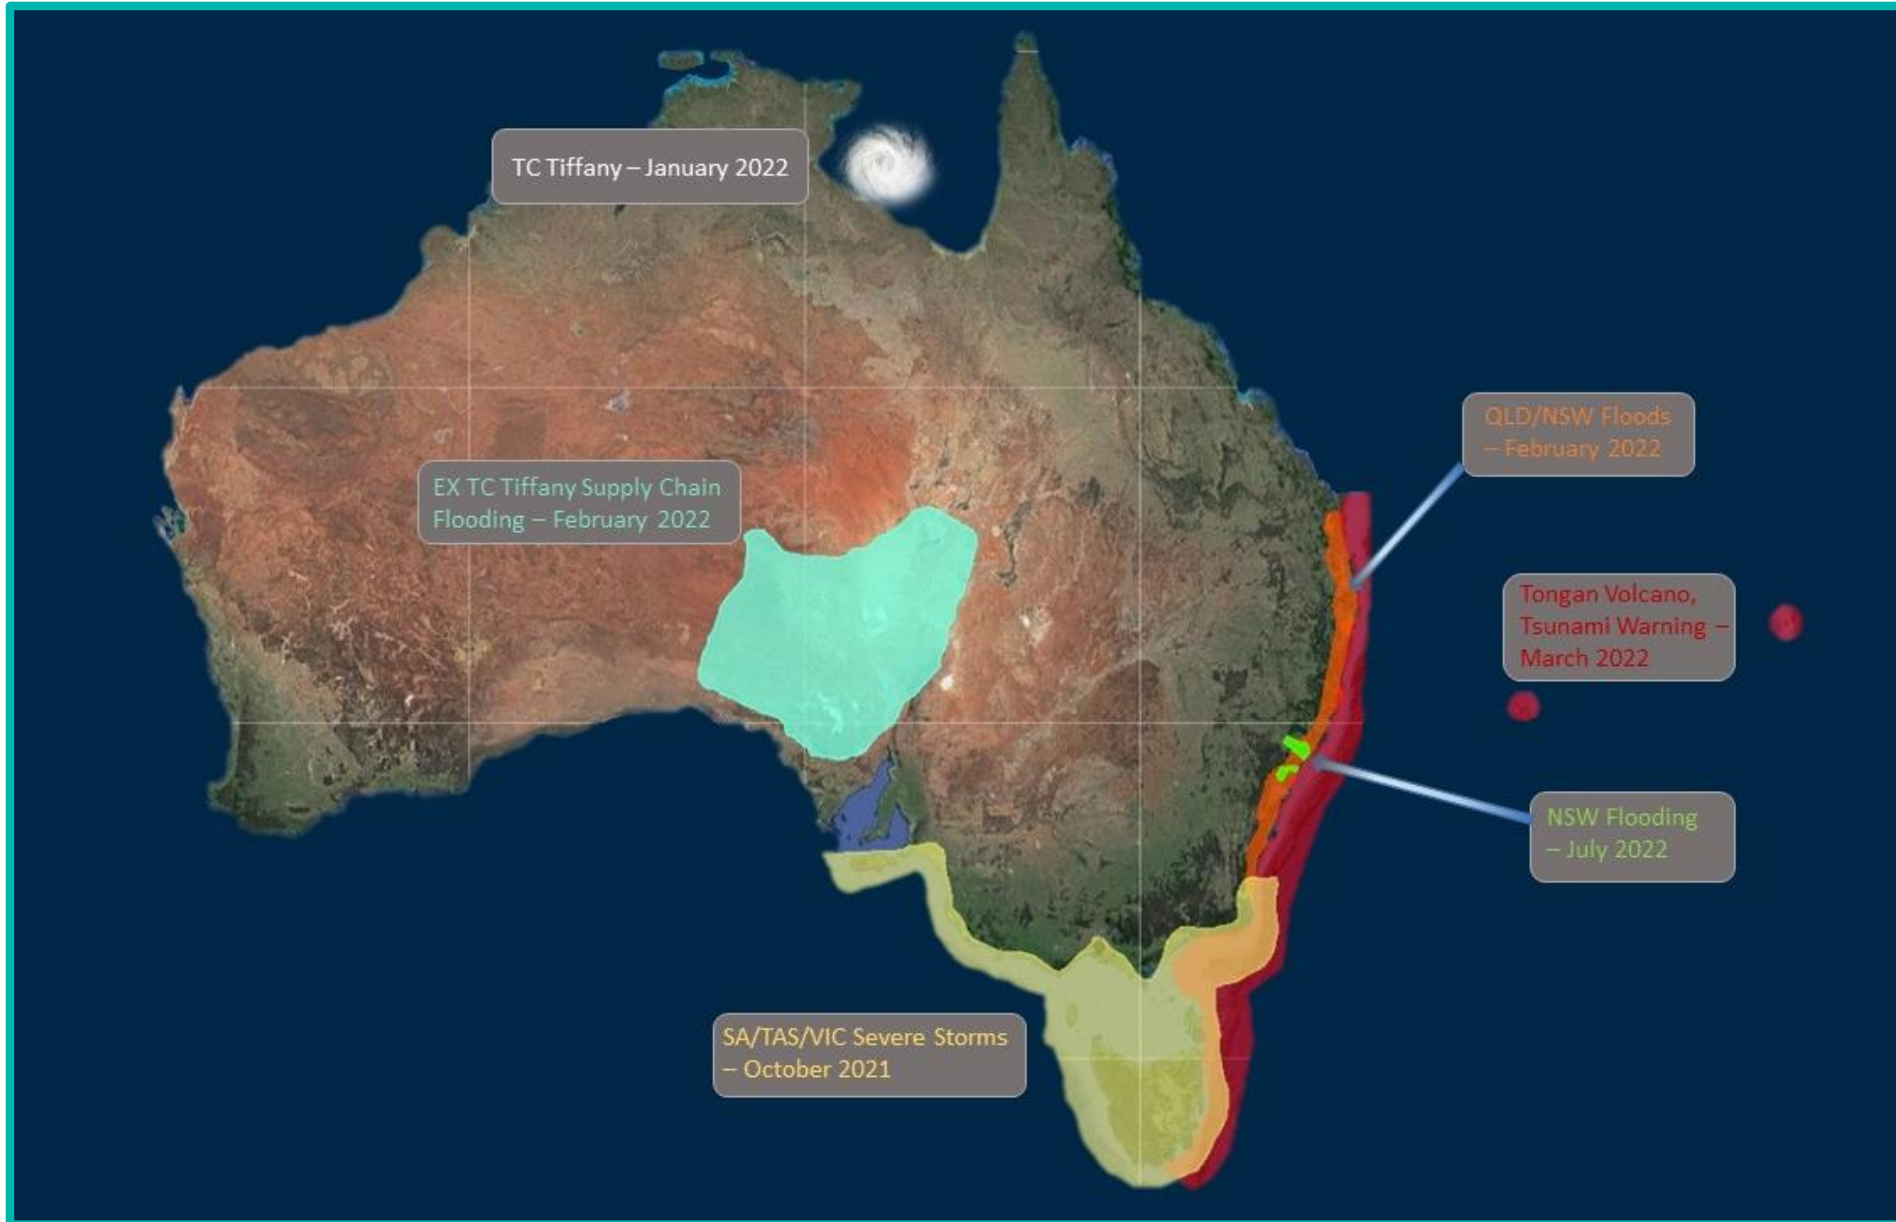 TC Tiffany – January 2022
QLD/NSW Floods
– February 2022
EX TC Tiffany Supply Chain
Flooding – February 2022
Tongan Volcano,
Tsunami Warning –
March 2022
NSW Flooding
– July 2022
SA/TAS/VIC Severe Storms
– October 2021